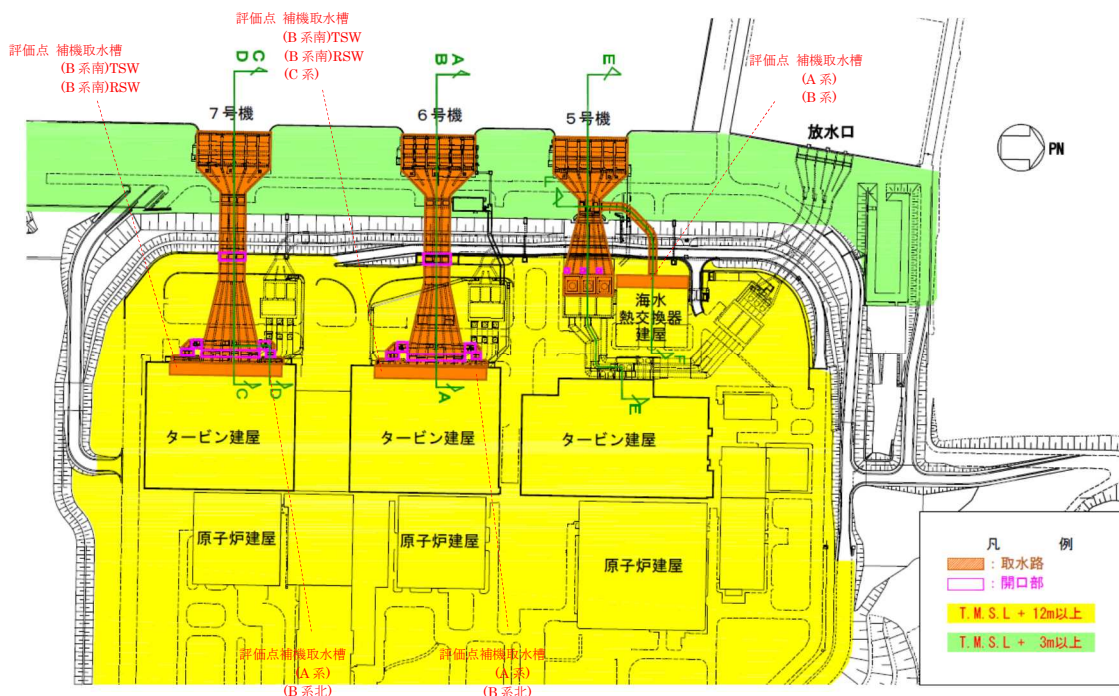 評価点 補機取水槽
(B 系南)TSW
(B 系南)RSW
評価点 補機取水槽
(B 系南)TSW
(B 系南)RSW
(C 系)
評価点 補機取水槽
(A 系)
(B 系)
C
D
A
B
E
7号機
6号機
5号機
放水口
PN
F
海水
熱交換器
建屋
F
C
D
A
E
タービン建屋
タービン建屋
タービン建屋
原子炉建屋
原子炉建屋
原子炉建屋
評価点補機取水槽
(A 系)
(B 系北)
評価点補機取水槽
(A 系)
(B 系北)
凡 例
: 取水路
: 開口部
T.M.S.L + 12m以上
T.M.S.L + 3m以上